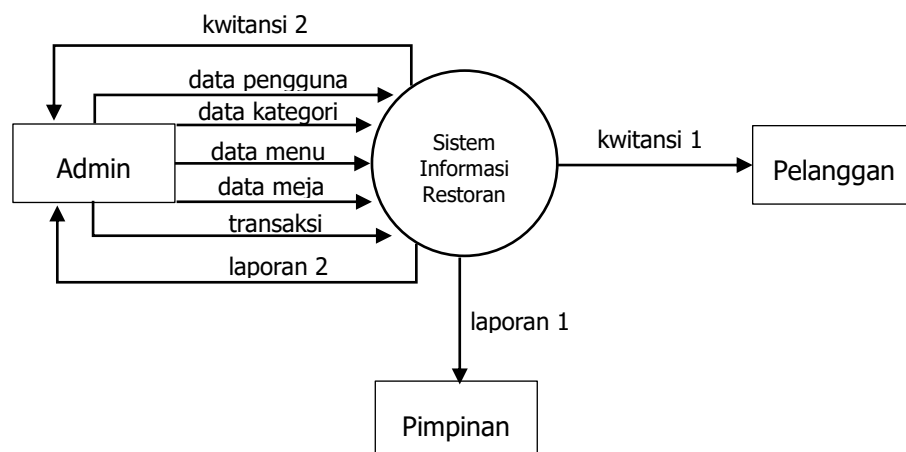 kwitansi 2
data pengguna
data kategori
Admin
data menu
data meja
transaksi
laporan 2
Sistem
Informasi
Restoran
kwitansi 1
Pelanggan
laporan 1
Pimpinan